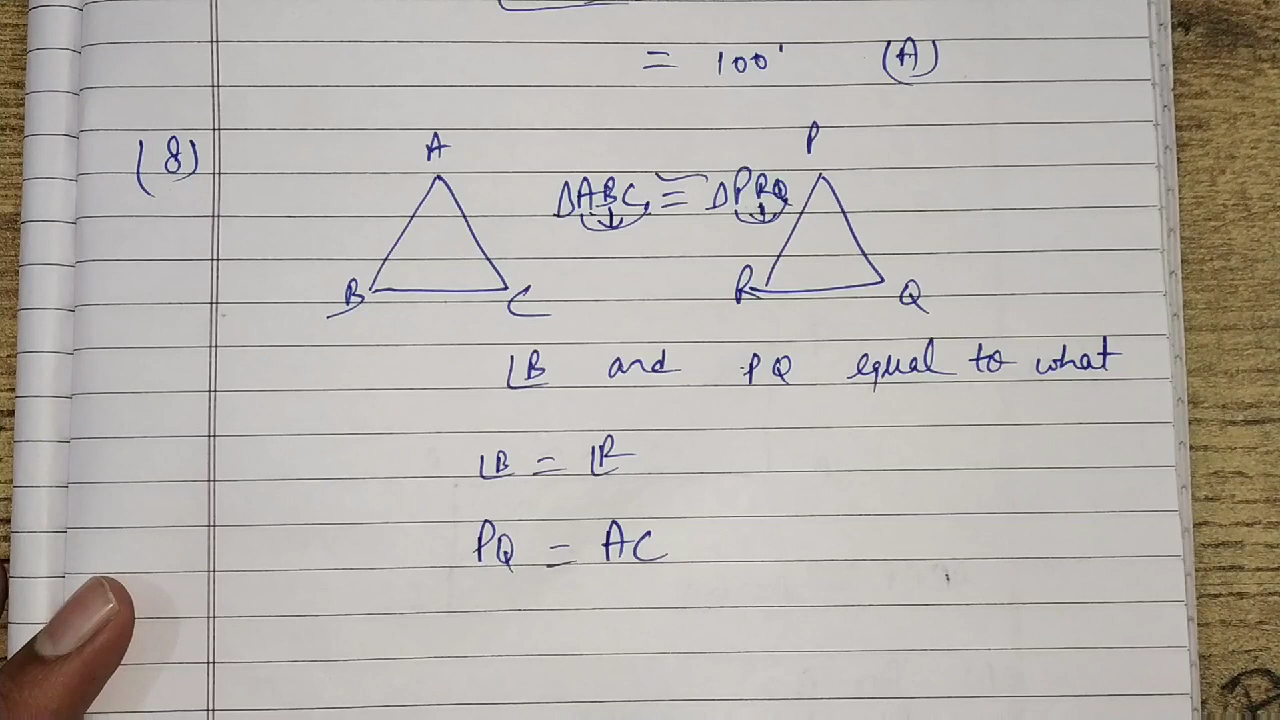 = 100° (A)
(8)
A P
ΔABC ≅ ΔPRQ
B C R Q
∠B and PQ equal to what
∠B = ∠R
PQ = AC